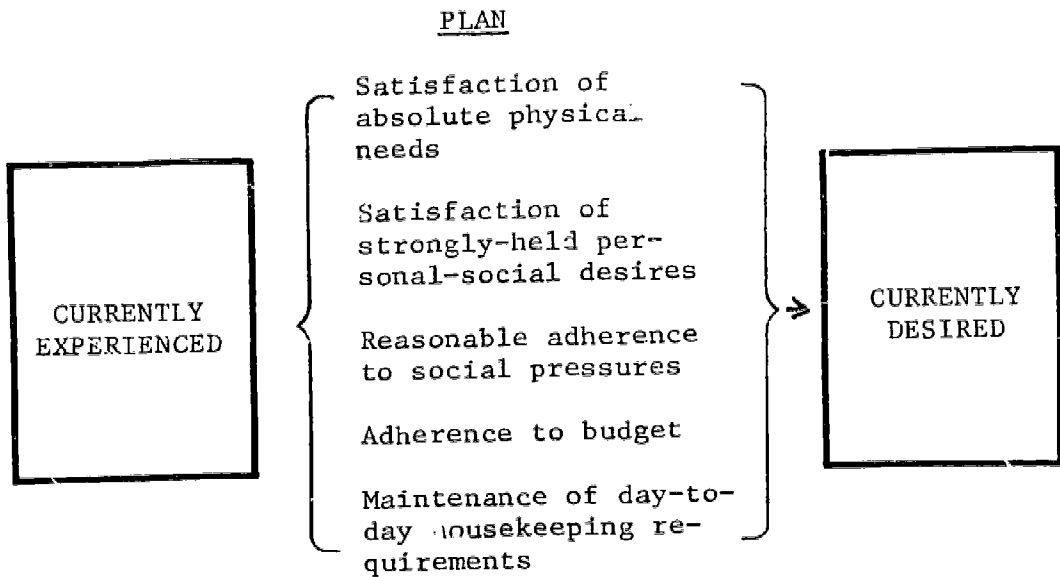 PLAN
CURRENTLY
EXPERIENCED
Satisfaction of
absolute physical
needs
Satisfaction of
strongly-held per-
sonal-social desires
Reasonable adherence
to social pressures
Adherence to budget
Maintenance of day-to-
day housekeeping re-
quirements
CURRENTLY
DESIRED